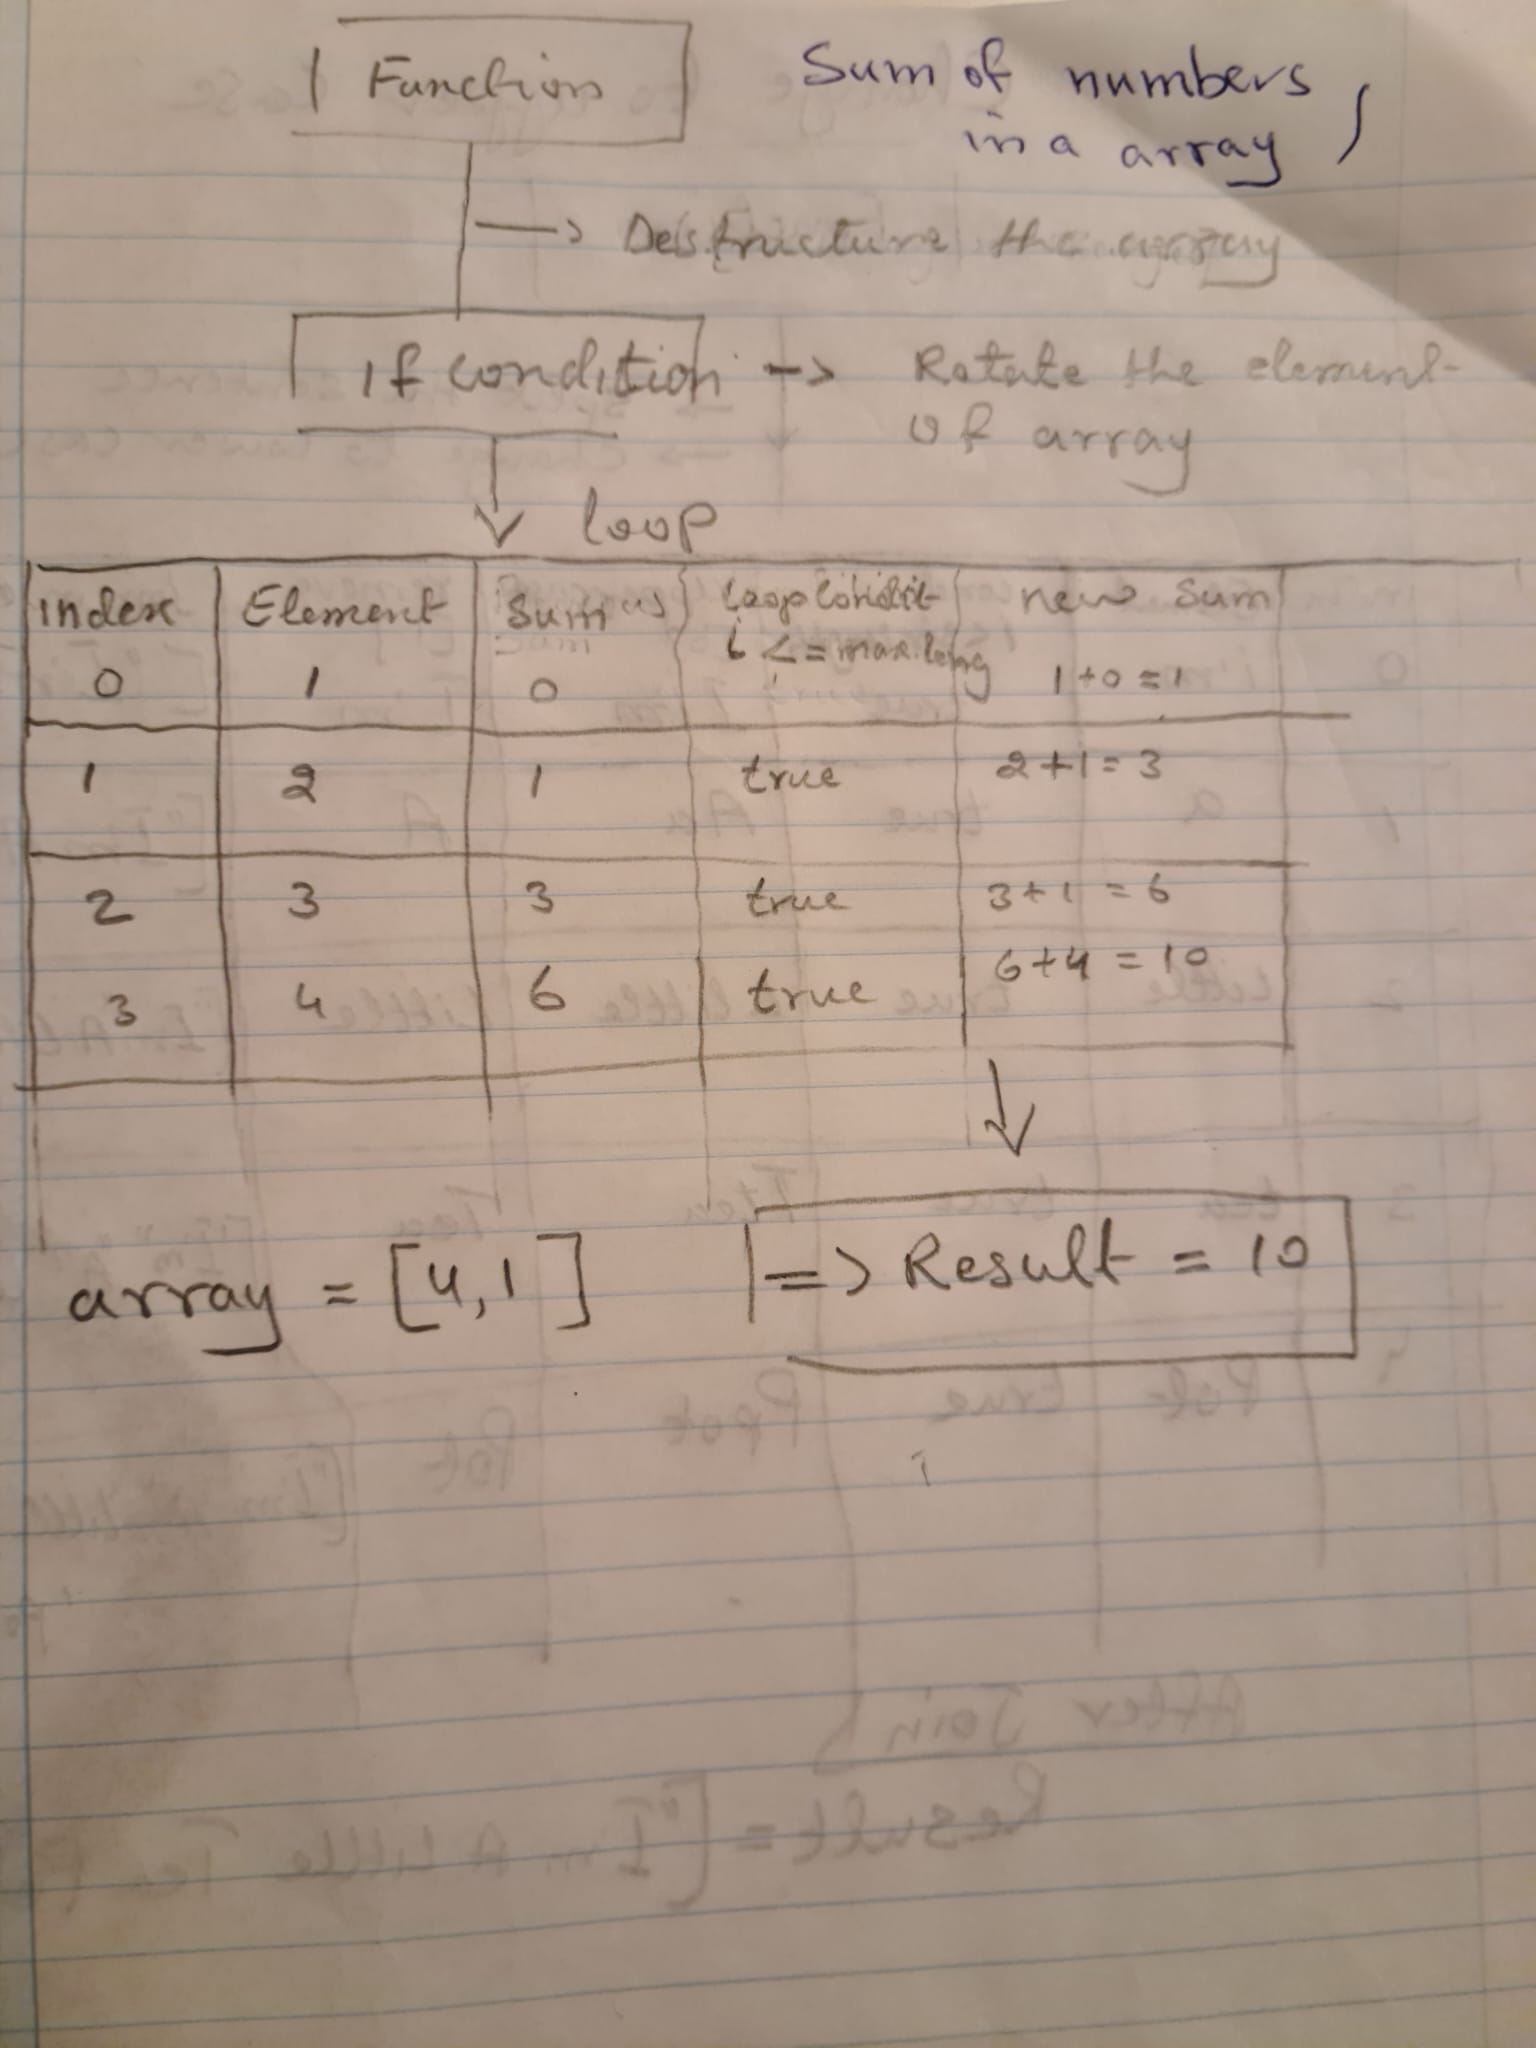 Function
Sum of numbers
in a array
-> Destructure the array
if condition -> Rotate the element
of array
loop
index Element Sum Loop Condit new sum
i <= max.leng
0 1 0 1+0=1
1 2 1 true 2+1=3
2 3 3 true 3+1=6
3 4 6 true 6+4=10
array = [4,1] => Result = 10